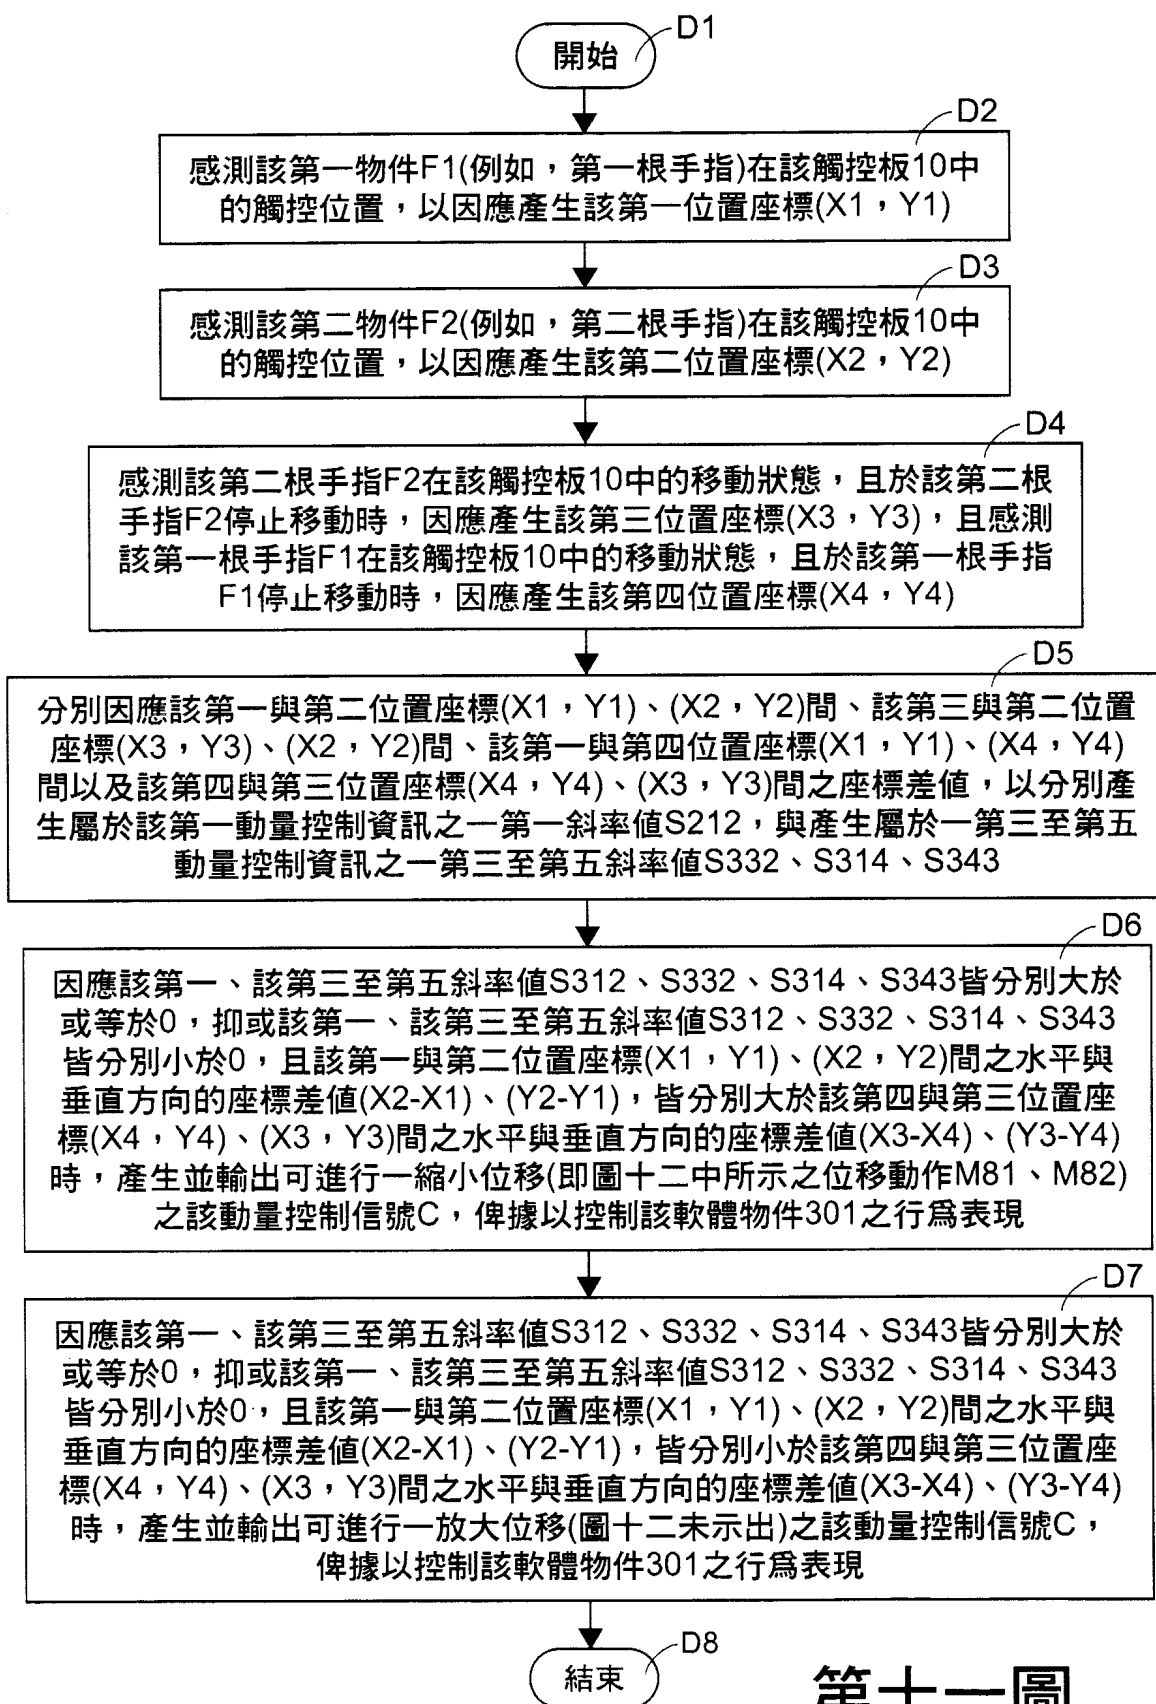 D1
開始
D2
感測該第一物件F1(例如，第一根手指)在該觸控板10中
的觸控位置，以因應產生該第一位置座標(X1，Y1)
D3
感測該第二物件F2(例如，第二根手指)在該觸控板10中
的觸控位置，以因應產生該第二位置座標(X2，Y2)
D4
感測該第二根手指F2在該觸控板10中的移動狀態，且於該第二根
手指F2停止移動時，因應產生該第三位置座標(X3，Y3)，且感測
該第一根手指F1在該觸控板10中的移動狀態，且於該第一根手指
F1停止移動時，因應產生該第四位置座標(X4，Y4)
D5
分別因應該第一與第二位置座標(X1，Y1)、(X2，Y2)間、該第三與第二位置
座標(X3，Y3)、(X2，Y2)間、該第一與第四位置座標(X1，Y1)、(X4，Y4)
間以及該第四與第三位置座標(X4，Y4)、(X3，Y3)間之座標差值，以分別產
生屬於該第一動量控制資訊之一第一斜率值S212，與產生屬於一第三至第五
動量控制資訊之一第三至第五斜率值S332、S314、S343
D6
因應該第一、該第三至第五斜率值S312、S332、S314、S343皆分別大於
或等於0，抑或該第一、該第三至第五斜率值S312、S332、S314、S343
皆分別小於0，且該第一與第二位置座標(X1，Y1)、(X2，Y2)間之水平與
垂直方向的座標差值(X2-X1)、(Y2-Y1)，皆分別大於該第四與第三位置座
標(X4，Y4)、(X3，Y3)間之水平與垂直方向的座標差值(X3-X4)、(Y3-Y4)
時，產生並輸出可進行一縮小位移(即圖十二中所示之位移動作M81、M82)
之該動量控制信號C，俾據以控制該軟體物件301之行為表現
D7
因應該第一、該第三至第五斜率值S312、S332、S314、S343皆分別大於
或等於0，抑或該第一、該第三至第五斜率值S312、S332、S314、S343
皆分別小於0，且該第一與第二位置座標(X1，Y1)、(X2，Y2)間之水平與
垂直方向的座標差值(X2-X1)、(Y2-Y1)，皆分別小於該第四與第三位置座
標(X4，Y4)、(X3，Y3)間之水平與垂直方向的座標差值(X3-X4)、(Y3-Y4)
時，產生並輸出可進行一放大位移(圖十二未示出)之該動量控制信號C，
俾據以控制該軟體物件301之行為表現
D8
結束
第十一圖